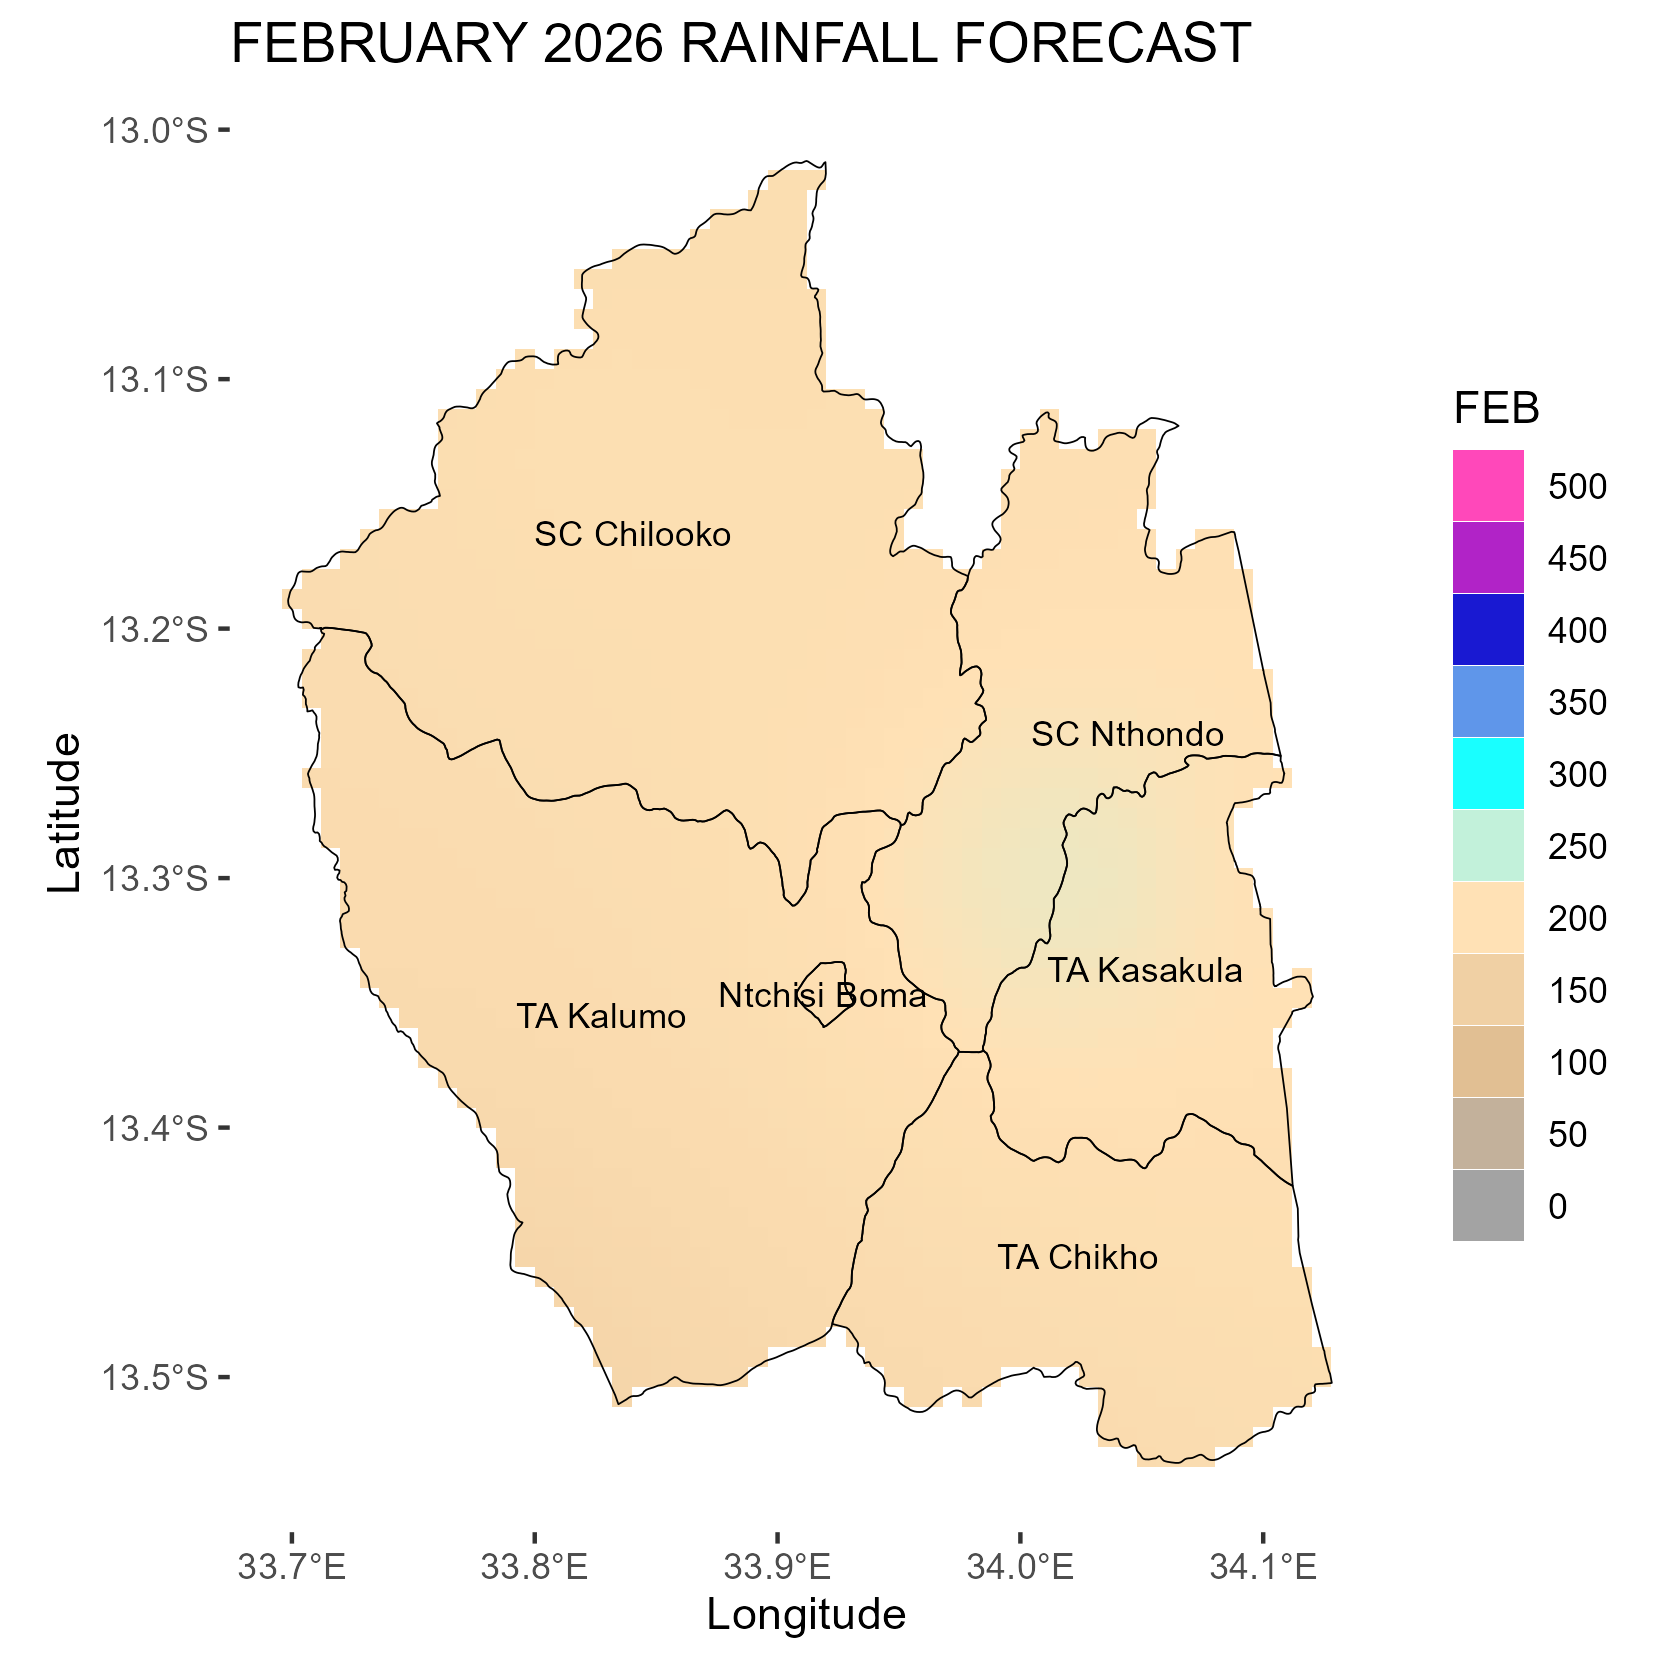 FEBRUARY 2026 RAINFALL FORECAST
13.0°S
13.1°S
13.2°S
13.3°S
13.4°S
13.5°S
Latitude
SC Chilooko
SC Nthondo
TA Kasakula
Ntchisi Boma
TA Kalumo
TA Chikho
33.7°E
33.8°E
33.9°E
34.0°E
34.1°E
Longitude
FEB
500
450
400
350
300
250
200
150
100
50
0